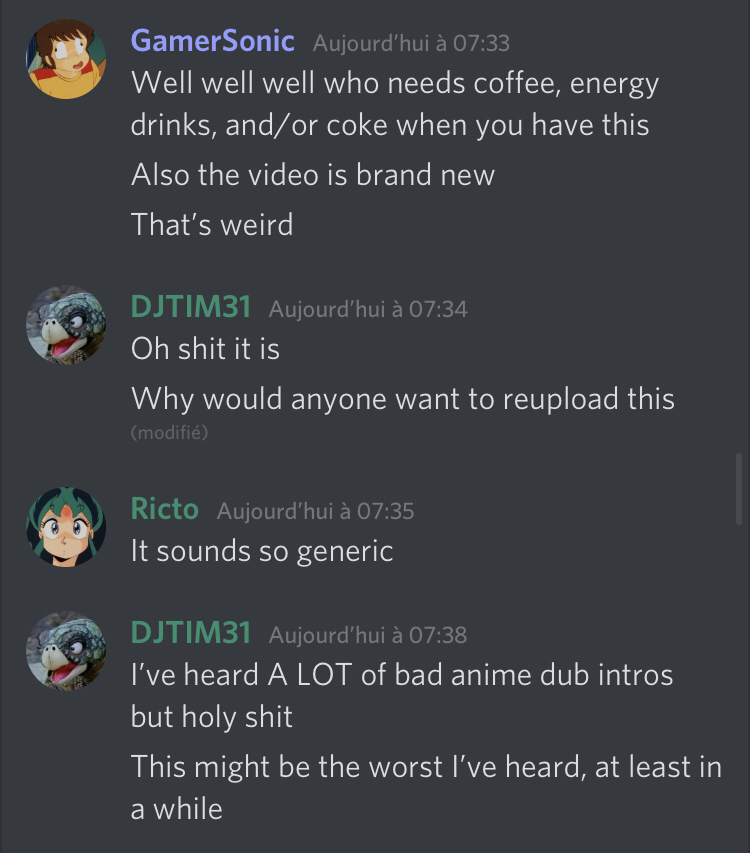 GamerSonic Aujourd’hui à 07:33
Well well well who needs coffee, energy
drinks, and/or coke when you have this
Also the video is brand new
That’s weird
DJTIM31 Aujourd’hui à 07:34
Oh shit it is
Why would anyone want to reupload this
(modifié)
Ricto Aujourd’hui à 07:35
It sounds so generic
DJTIM31 Aujourd’hui à 07:38
I’ve heard A LOT of bad anime dub intros
but holy shit
This might be the worst I’ve heard, at least in
a while